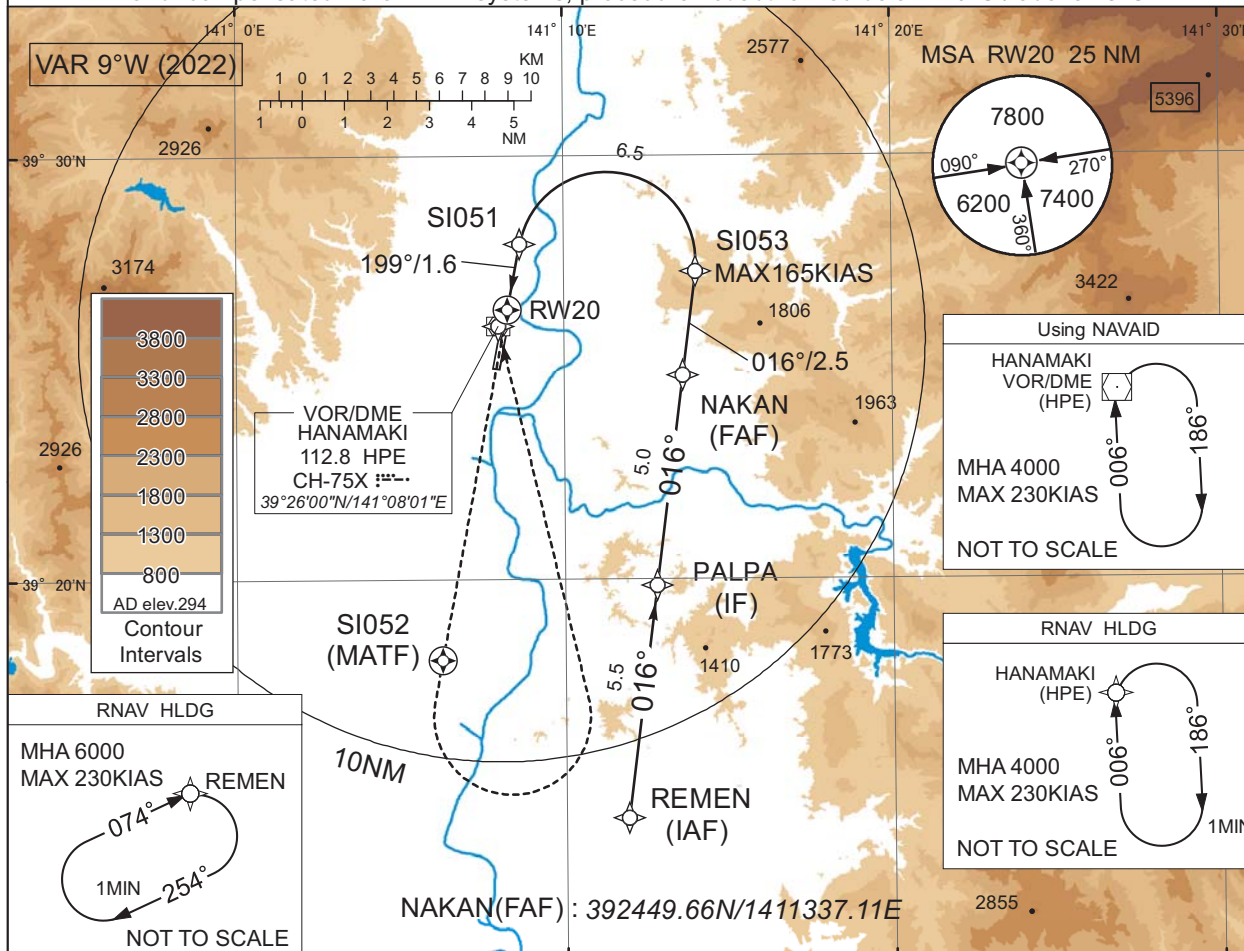 141° 0'E
141° 10'E
141° 20'E
141° 30'E
VAR 9°W (2022)
KM
1 0 1 2 3 4 5 6 7 8 9 10
1 0 1 2 3 4 5
NM
2577
MSA RW20 25 NM
7800
090°
270°
6200
7400
360°
5396
2926
39° 30'N
6.5
SI051
199°/1.6
SI053
MAX165KIAS
RW20
1806
016°/2.5
3174
3422
3800
3300
2800
2300
1800
1300
800
AD elev.294
Contour
Intervals
2926
VOR/DME
HANAMAKI
112.8 HPE
CH-75X
39°26'00"N/141°08'01"E
NAKAN
(FAF)
1963
5.0
016°
Using NAVAID
HANAMAKI
VOR/DME
(HPE)
006°
186°
MHA 4000
MAX 230KIAS
NOT TO SCALE
39° 20'N
PALPA
(IF)
SI052
(MATF)
1410
1773
5.5
016°
RNAV HLDG
HANAMAKI
(HPE)
006°
186°
MHA 4000
MAX 230KIAS
1MIN
NOT TO SCALE
RNAV HLDG
MHA 6000
MAX 230KIAS
REMEN
074°
254°
1MIN
NOT TO SCALE
10NM
REMEN
(IAF)
NAKAN(FAF) : 392449.66N/1411337.11E
2855